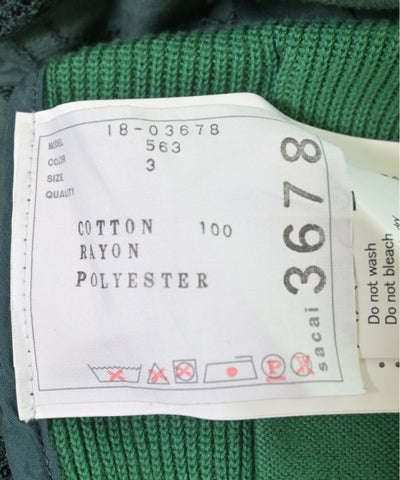 MODEL 18-03678
COLOR 563
SIZE 3
QUALITY
COTTON 100
RAYON
POLYESTER
P
sacai 3678
Do not wash
Do not bleach